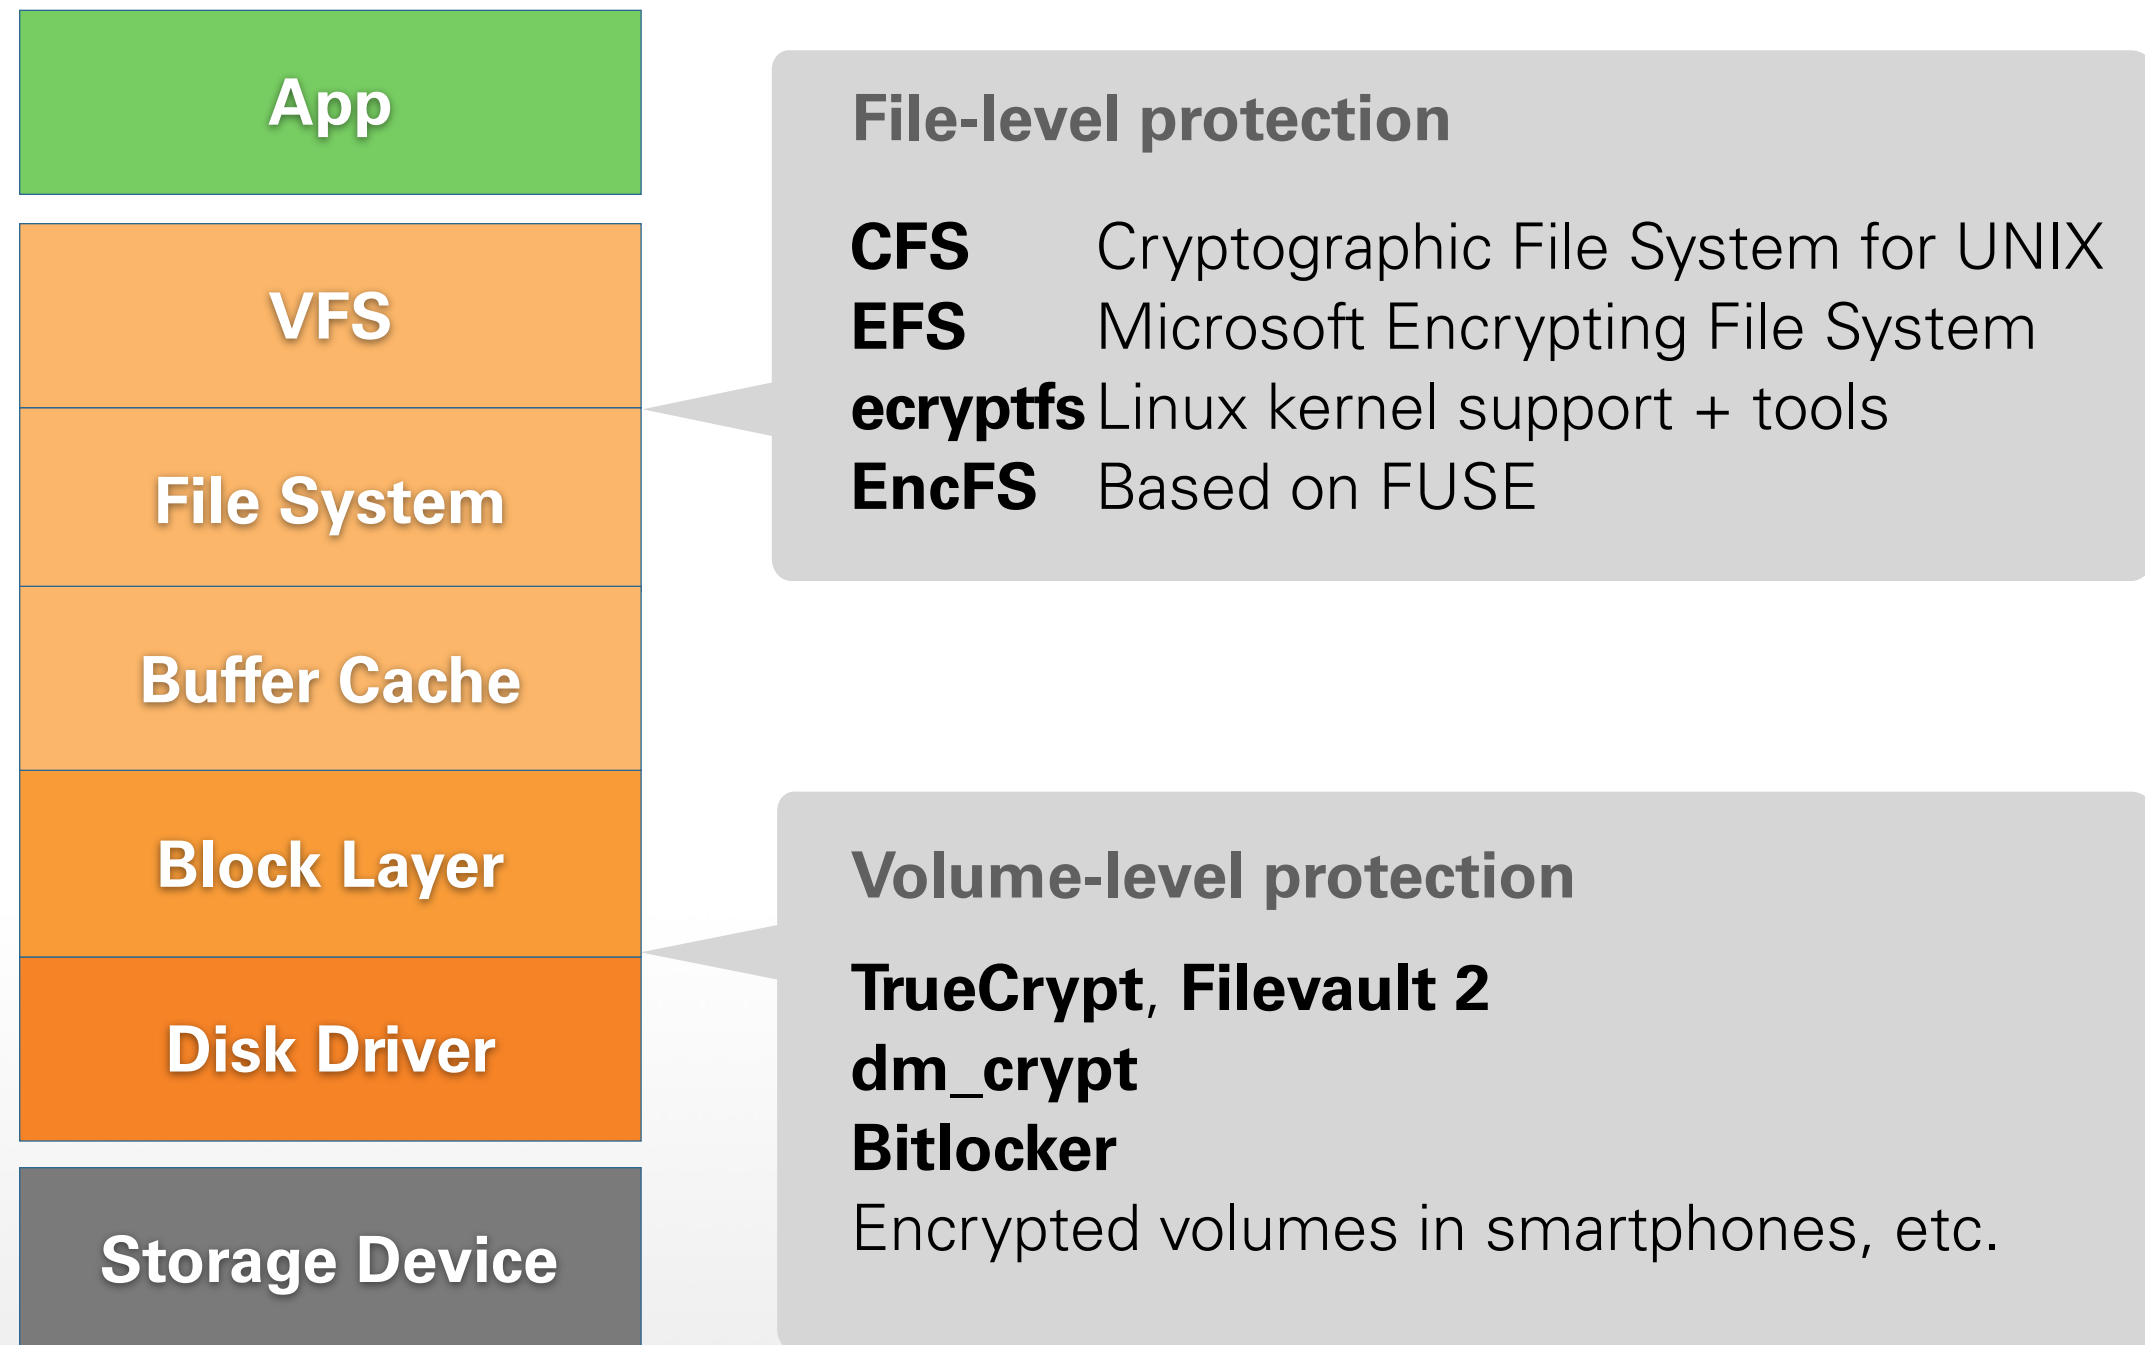 App
VFS
File System
Buffer Cache
Block Layer
Disk Driver
Storage Device
File-level protection
CFS Cryptographic File System for UNIX
EFS Microsoft Encrypting File System
ecryptfs Linux kernel support + tools
EncFS Based on FUSE
Volume-level protection
TrueCrypt, Filevault 2
dm_crypt
Bitlocker
Encrypted volumes in smartphones, etc.